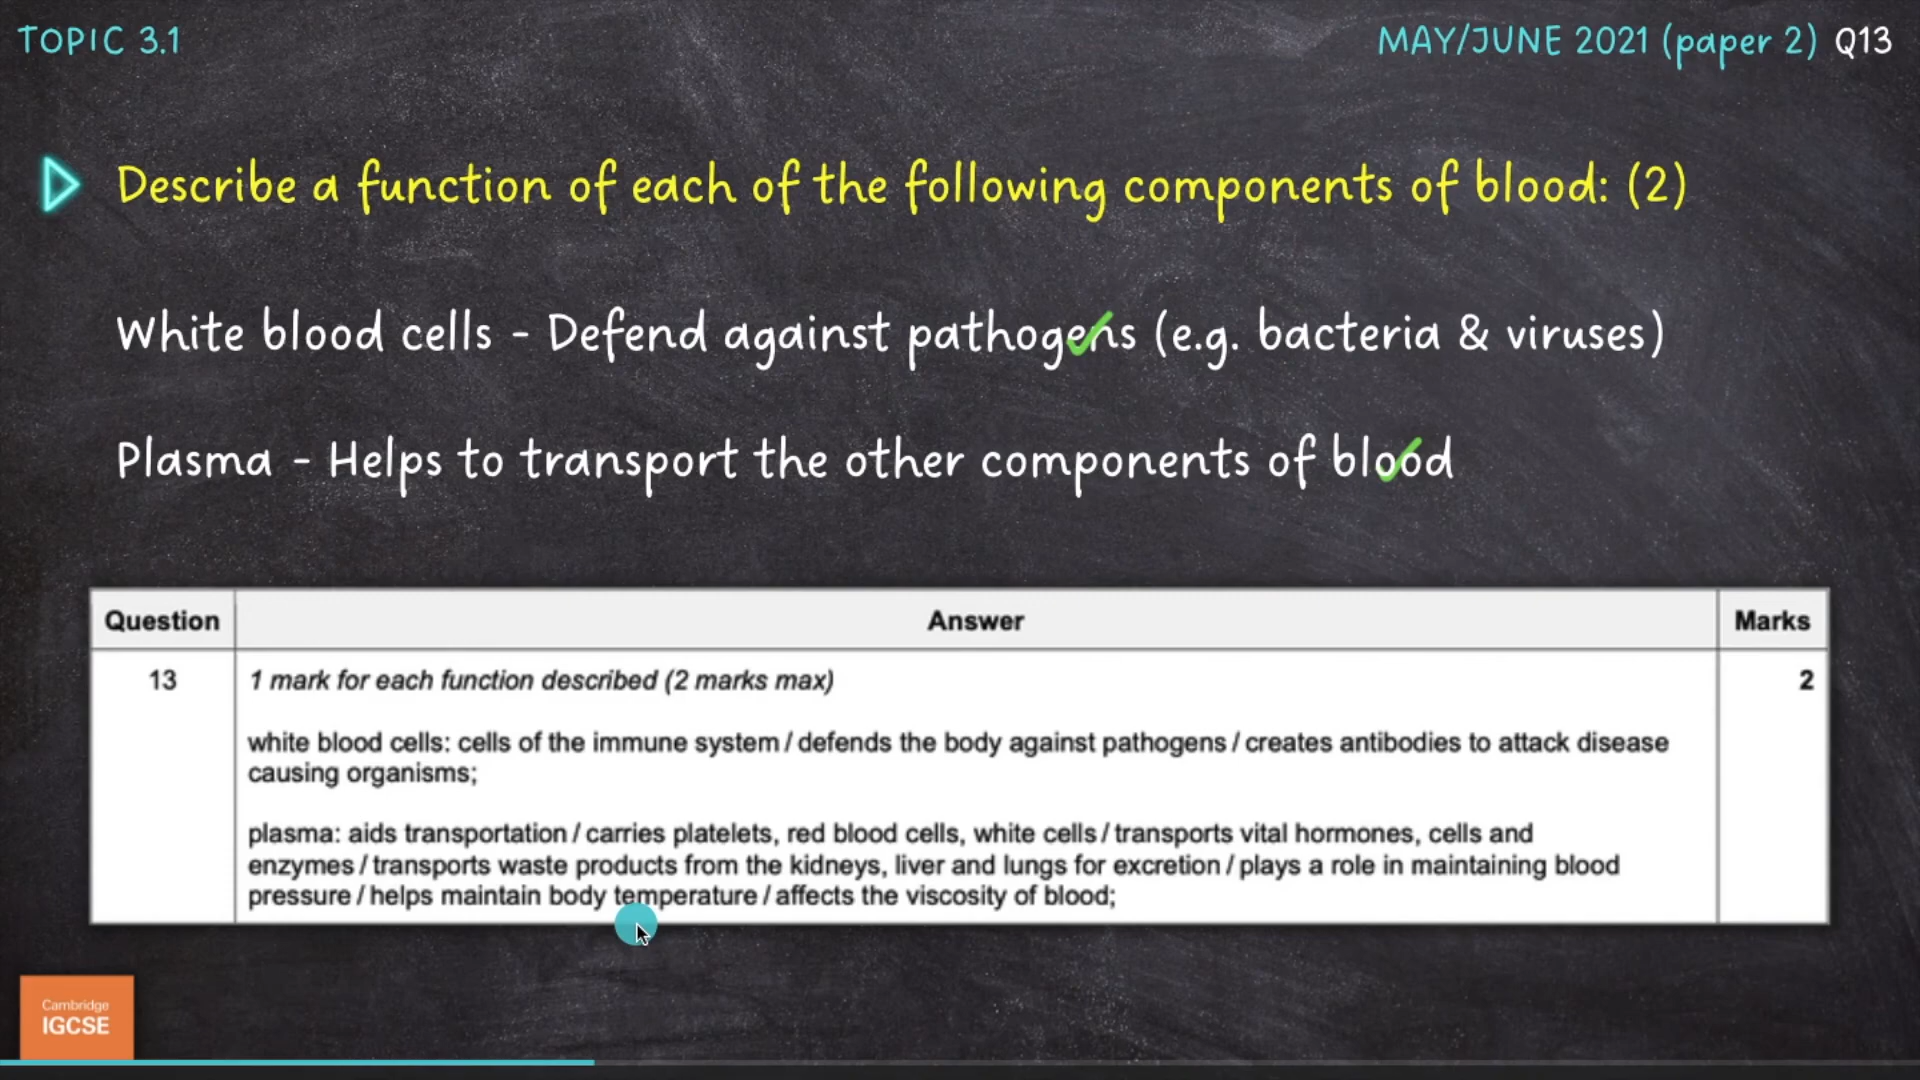 TOPIC 3.1
MAY/JUNE 2021 (paper 2) Q13
Describe a function of each of the following components of blood: (2)
White blood cells - Defend against pathogens (e.g. bacteria & viruses)
Plasma - Helps to transport the other components of blood
Question Answer Marks
13 1 mark for each function described (2 marks max) 2
white blood cells: cells of the immune system / defends the body against pathogens / creates antibodies to attack disease
causing organisms;
plasma: aids transportation / carries platelets, red blood cells, white cells / transports vital hormones, cells and
enzymes / transports waste products from the kidneys, liver and lungs for excretion / plays a role in maintaining blood
pressure / helps maintain body temperature / affects the viscosity of blood;
Cambridge
IGCSE